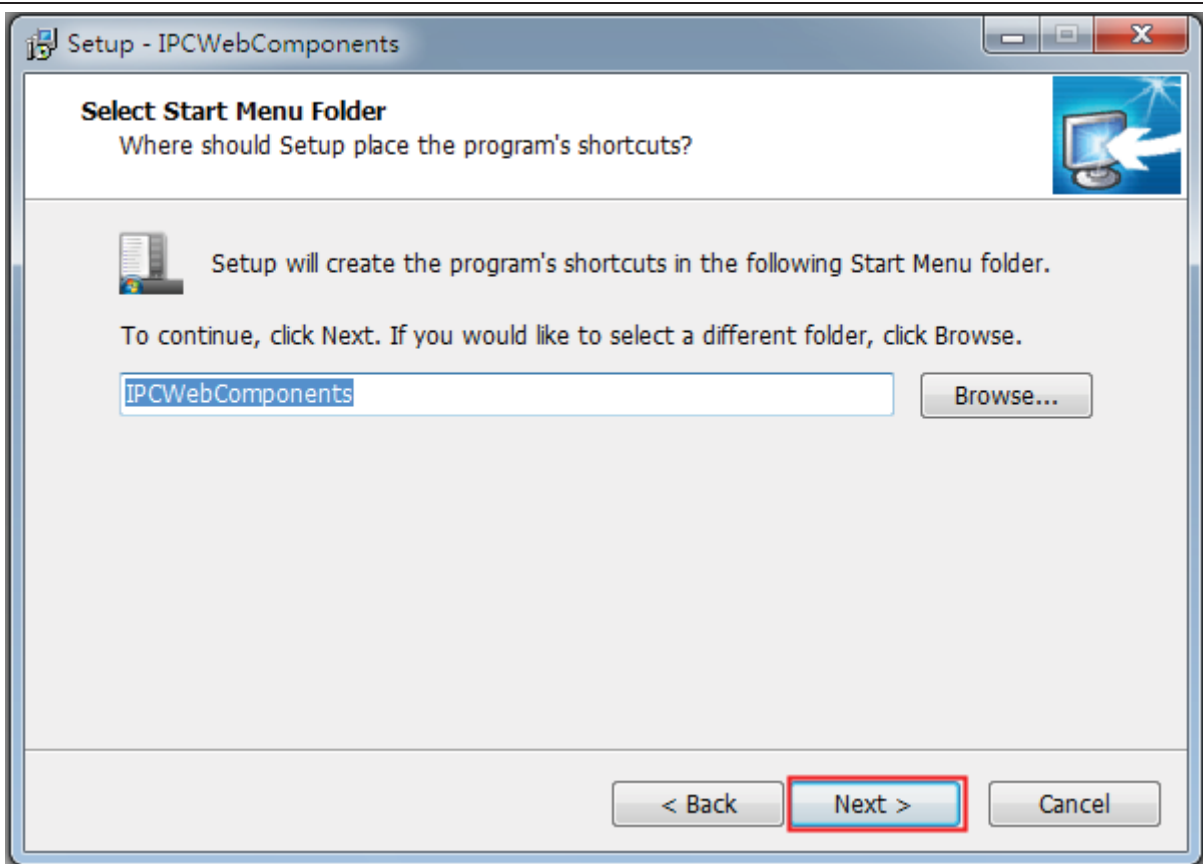 Setup - IPCWebComponents
Select Start Menu Folder
Where should Setup place the program's shortcuts?
Setup will create the program's shortcuts in the following Start Menu folder.
To continue, click Next. If you would like to select a different folder, click Browse.
IPCWebComponents
Browse...
< Back
Next >
Cancel